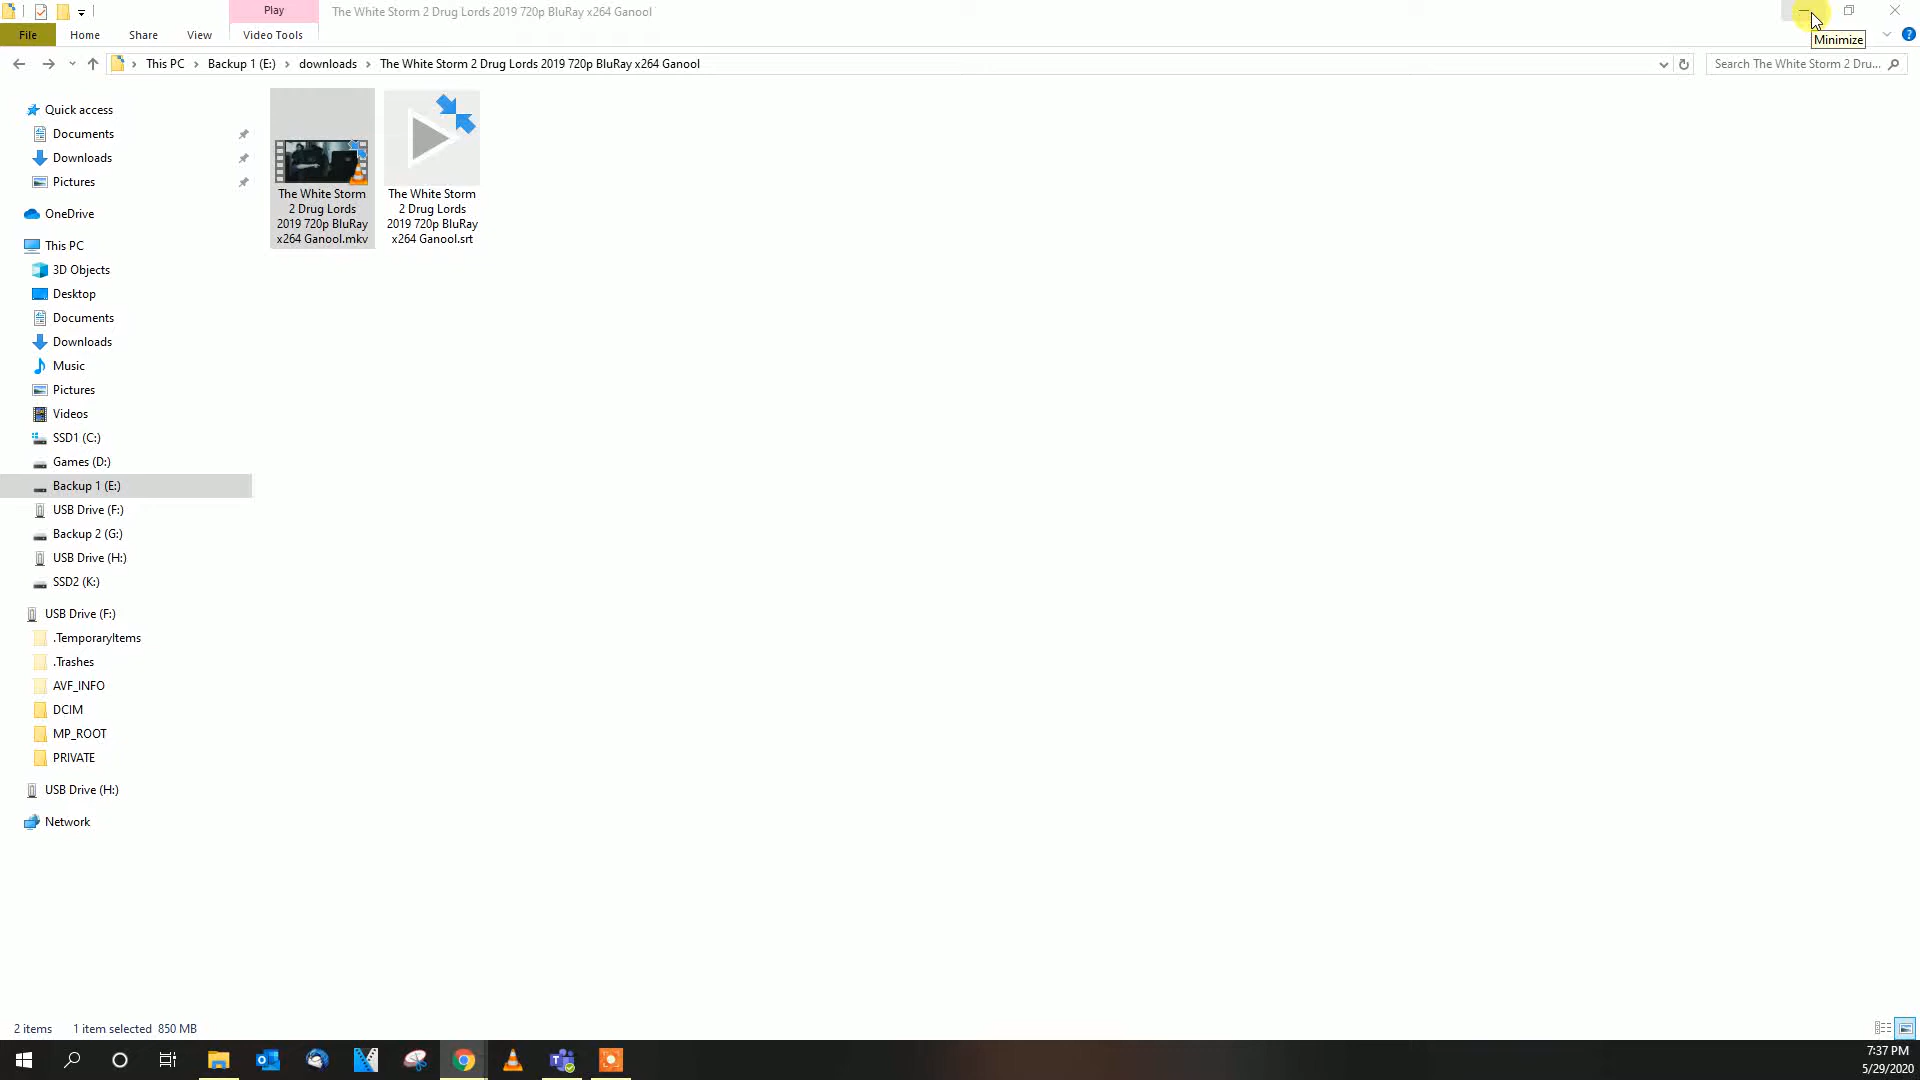 Play
The White Storm 2 Drug Lords 2019 720p BluRay x264 Ganool
File
Home
Share
View
Video Tools
Minimize
This PC
Backup 1 (E:)
downloads
The White Storm 2 Drug Lords 2019 720p BluRay x264 Ganool
Search The White Storm 2 Dru...
Quick access
Documents
Downloads
Pictures
OneDrive
This PC
3D Objects
Desktop
Documents
Downloads
Music
Pictures
Videos
SSD1 (C:)
Games (D:)
Backup 1 (E:)
USB Drive (F:)
Backup 2 (G:)
USB Drive (H:)
SSD2 (K:)
USB Drive (F:)
.TemporaryItems
.Trashes
AVF_INFO
DCIM
MP_ROOT
PRIVATE
USB Drive (H:)
Network
The White Storm
2 Drug Lords
2019 720p BluRay
x264 Ganool.mkv
The White Storm
2 Drug Lords
2019 720p BluRay
x264 Ganool.srt
2 items
1 item selected 850 MB
7:37 PM
5/29/2020